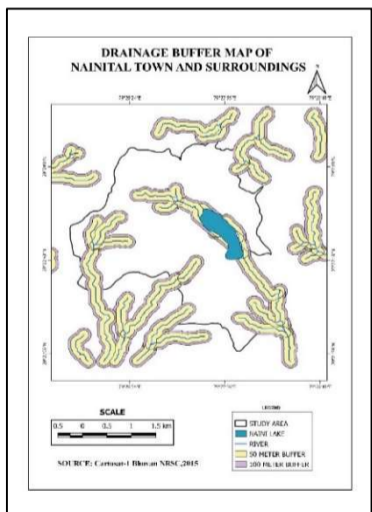 DRAINAGE BUFFER MAP OF
NAINITAL TOWN AND SURROUNDINGS
N
SCALE
0.5 0 0.5 1 1.5 km
LEGEND
STUDY AREA
NAINI LAKE
RIVER
50 METER BUFFER
100 METER BUFFER
SOURCE: Cartosat-1 Bhuvan NRSC,2015